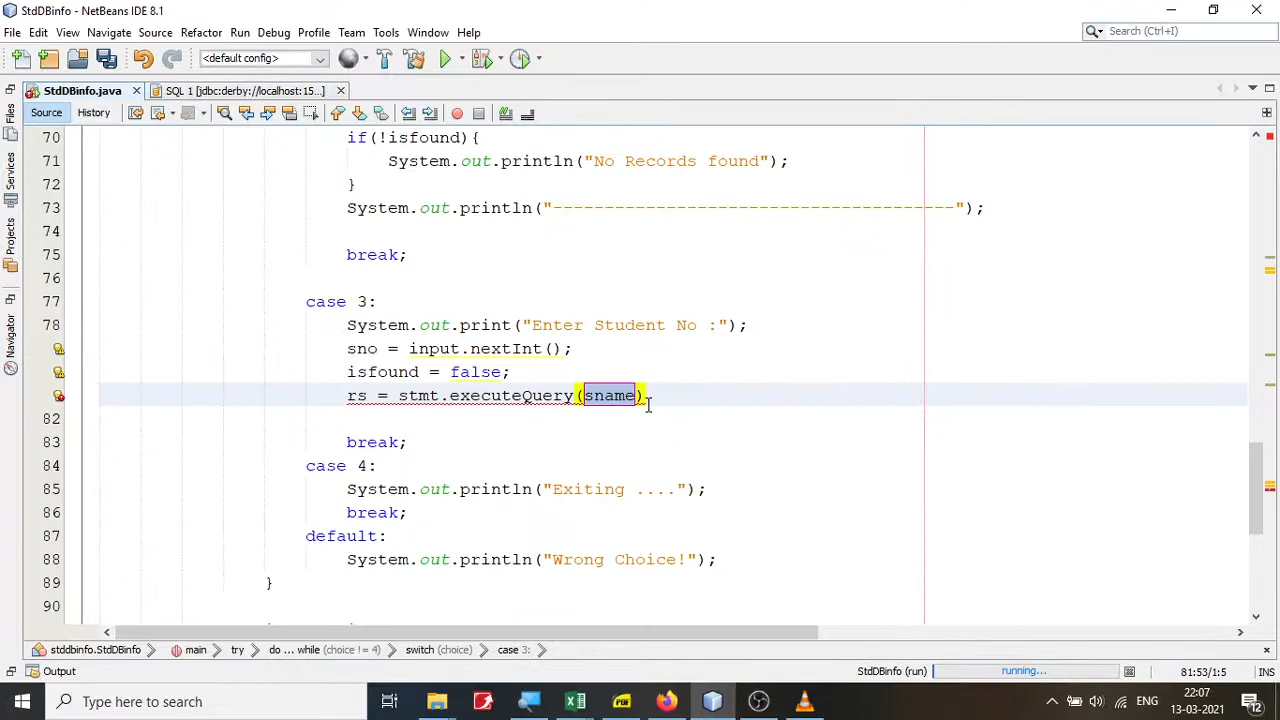 StdDBinfo - NetBeans IDE 8.1
File Edit View Navigate Source Refactor Run Debug Profile Team Tools Window Help
Search (Ctrl+I)
<default config>
StdDBinfo.java
SQL 1 [jdbc:derby://localhost:15...]
Source History
Files
Services
Projects
Navigator
70 if(!isfound){
71 System.out.println("No Records found");
72 }
73 System.out.println("---------------------------------------");
74
75 break;
76
77 case 3:
78 System.out.print("Enter Student No :");
sno = input.nextInt();
isfound = false;
rs = stmt.executeQuery(sname)
82
83 break;
84 case 4:
85 System.out.println("Exiting ....");
86 break;
87 default:
88 System.out.println("Wrong Choice!");
89 }
90
stddbinfo.StdDBinfo main try do ... while (choice != 4) switch (choice) case 3:
Output
StdDBinfo (run) running... 81:53/1:5 INS
Type here to search
ENG
22:07
12-03-2021
12